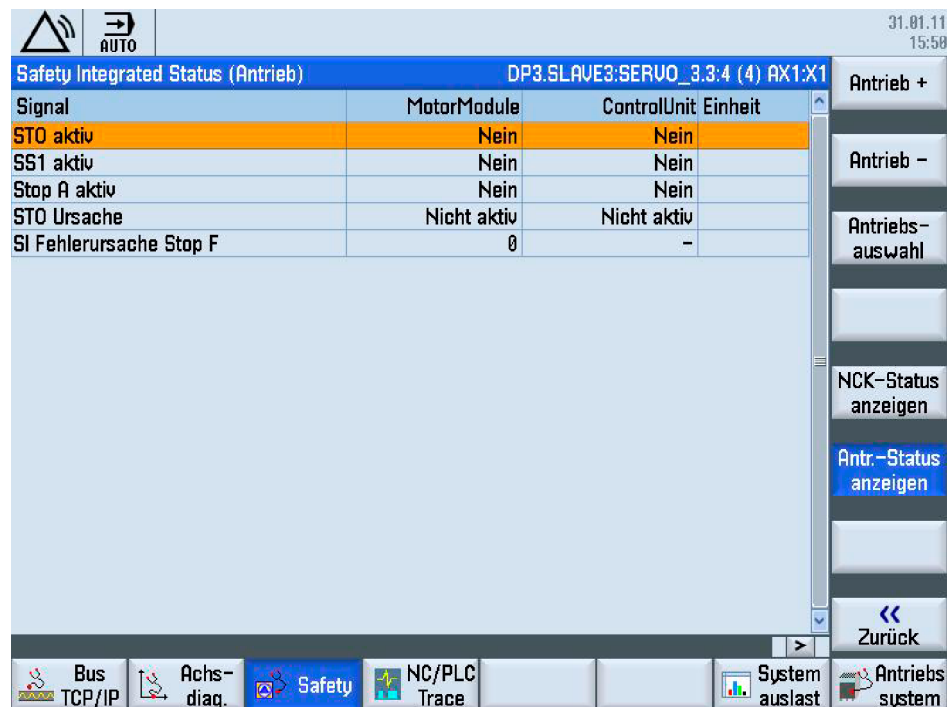 31.01.11
AUTO
15:50
Safety Integrated Status (Antrieb) DP3.SLAVE3:SERVO_3.3:4 (4) AX1:X1
Antrieb +
Signal MotorModule ControlUnit Einheit
STO aktiv Nein Nein
SS1 aktiv Nein Nein
Antrieb -
Stop A aktiv Nein Nein
STO Ursache Nicht aktiv Nicht aktiv
SI Fehlerursache Stop F 0 -
Antriebs-
auswahl
NCK-Status
anzeigen
Antr.-Status
anzeigen
<<
Zurück
>
Bus
TCP/IP
Achs-
diag.
Safety
NC/PLC
Trace
System
auslast
Antriebs
system